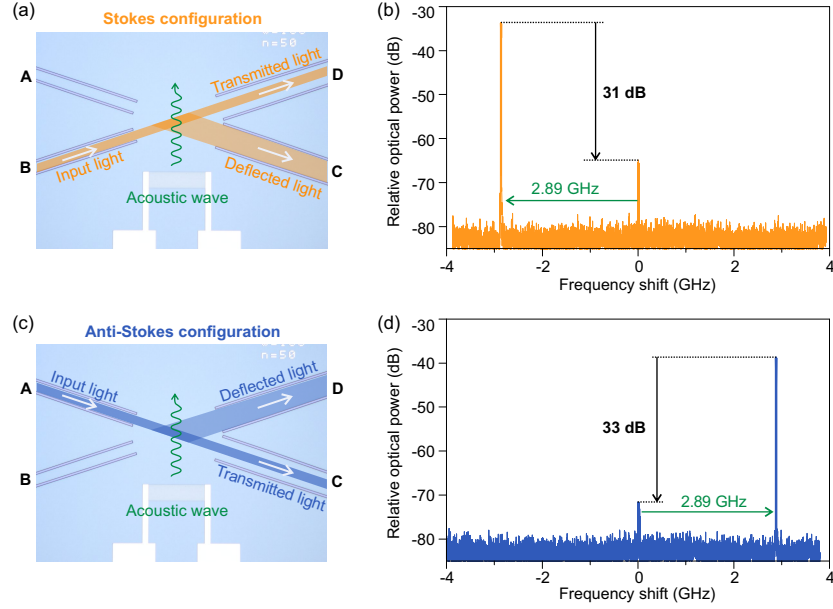 (a)
Stokes configuration
n=50
A
D
Transmitted light
B
Input light
Deflected light
C
Acoustic wave
(b)
-30
-40
-50
-60
-70
-80
Relative optical power (dB)
31 dB
2.89 GHz
-4
-2
0
2
4
Frequency shift (GHz)
(c)
Anti-Stokes configuration
n=50
A
Input light
Deflected light
D
B
C
Transmitted light
Acoustic wave
(d)
-30
-40
-50
-60
-70
-80
Relative optical power (dB)
33 dB
2.89 GHz
-4
-2
0
2
4
Frequency shift (GHz)